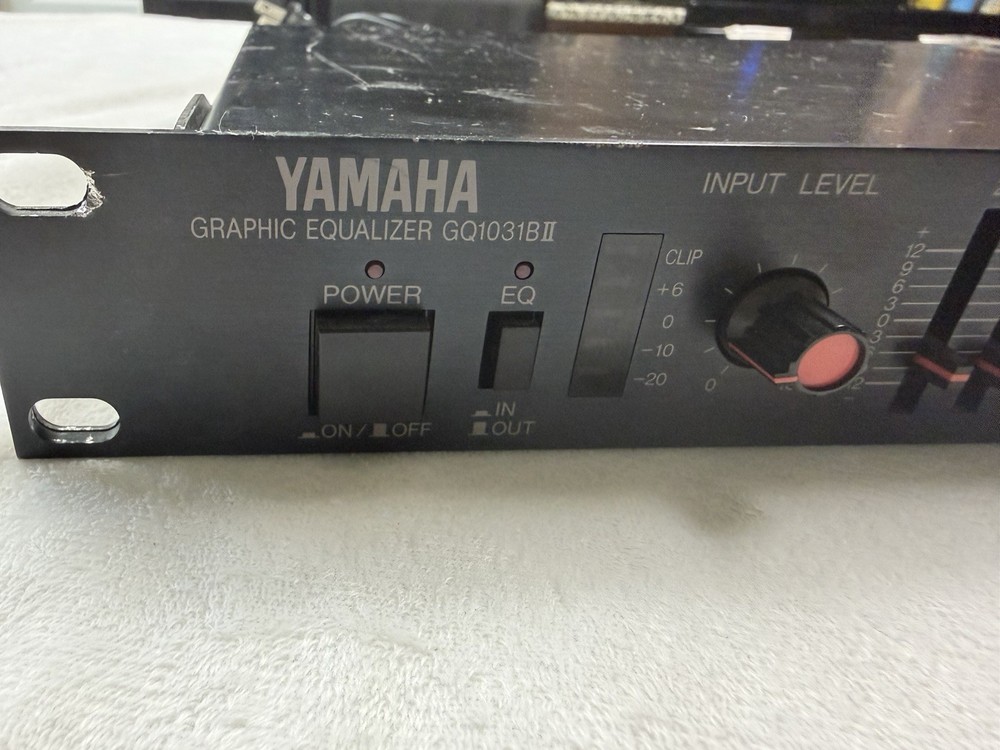 YAMAHA
GRAPHIC EQUALIZER GQ1031BII
POWER
ON / OFF
EQ
IN
OUT
CLIP
+6
0
-10
-20
INPUT LEVEL
0
+
12
9
6
3
0
3